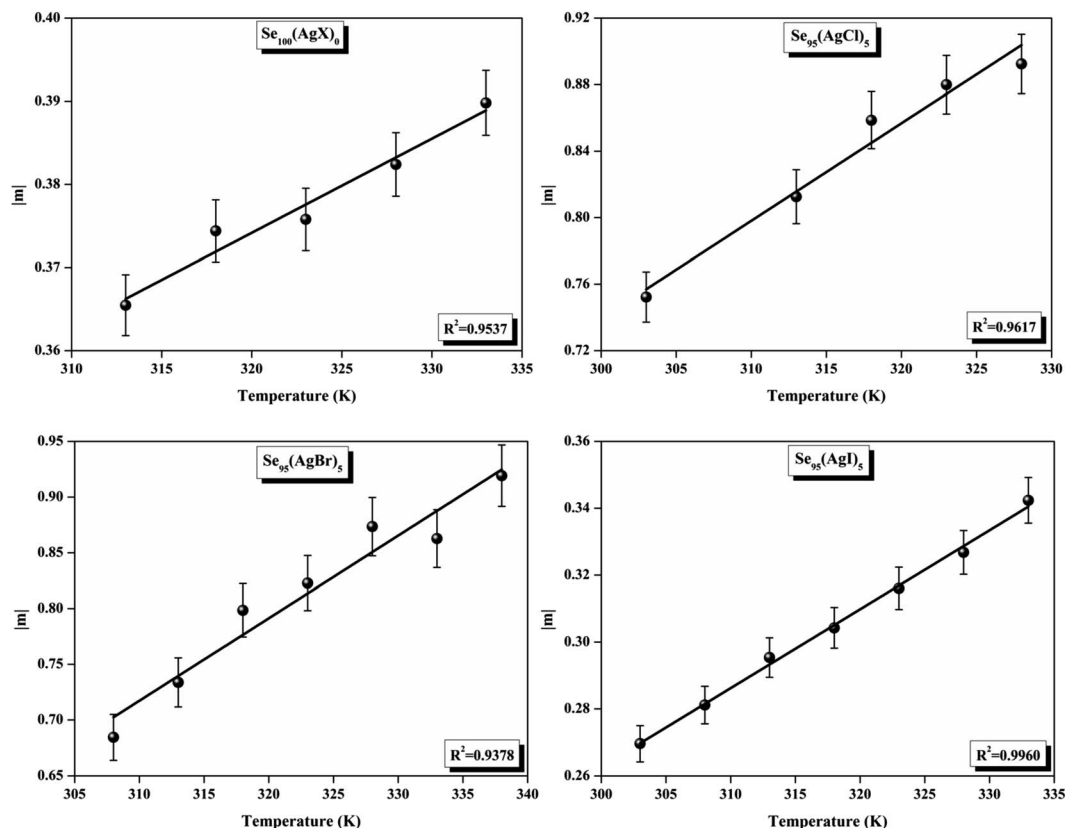 Se₁₀₀(AgX)₀
0.40
0.39
0.38
0.37
0.36
|m|
310 315 320 325 330 335
Temperature (K)
R²=0.9537
Se₉₅(AgCl)₅
0.92
0.88
0.84
0.80
0.76
0.72
|m|
300 305 310 315 320 325 330
Temperature (K)
R²=0.9617
Se₉₅(AgBr)₅
0.95
0.90
0.85
0.80
0.75
0.70
0.65
|m|
305 310 315 320 325 330 335 340
Temperature (K)
R²=0.9378
Se₉₅(AgI)₅
0.36
0.34
0.32
0.30
0.28
0.26
|m|
300 305 310 315 320 325 330 335
Temperature (K)
R²=0.9960